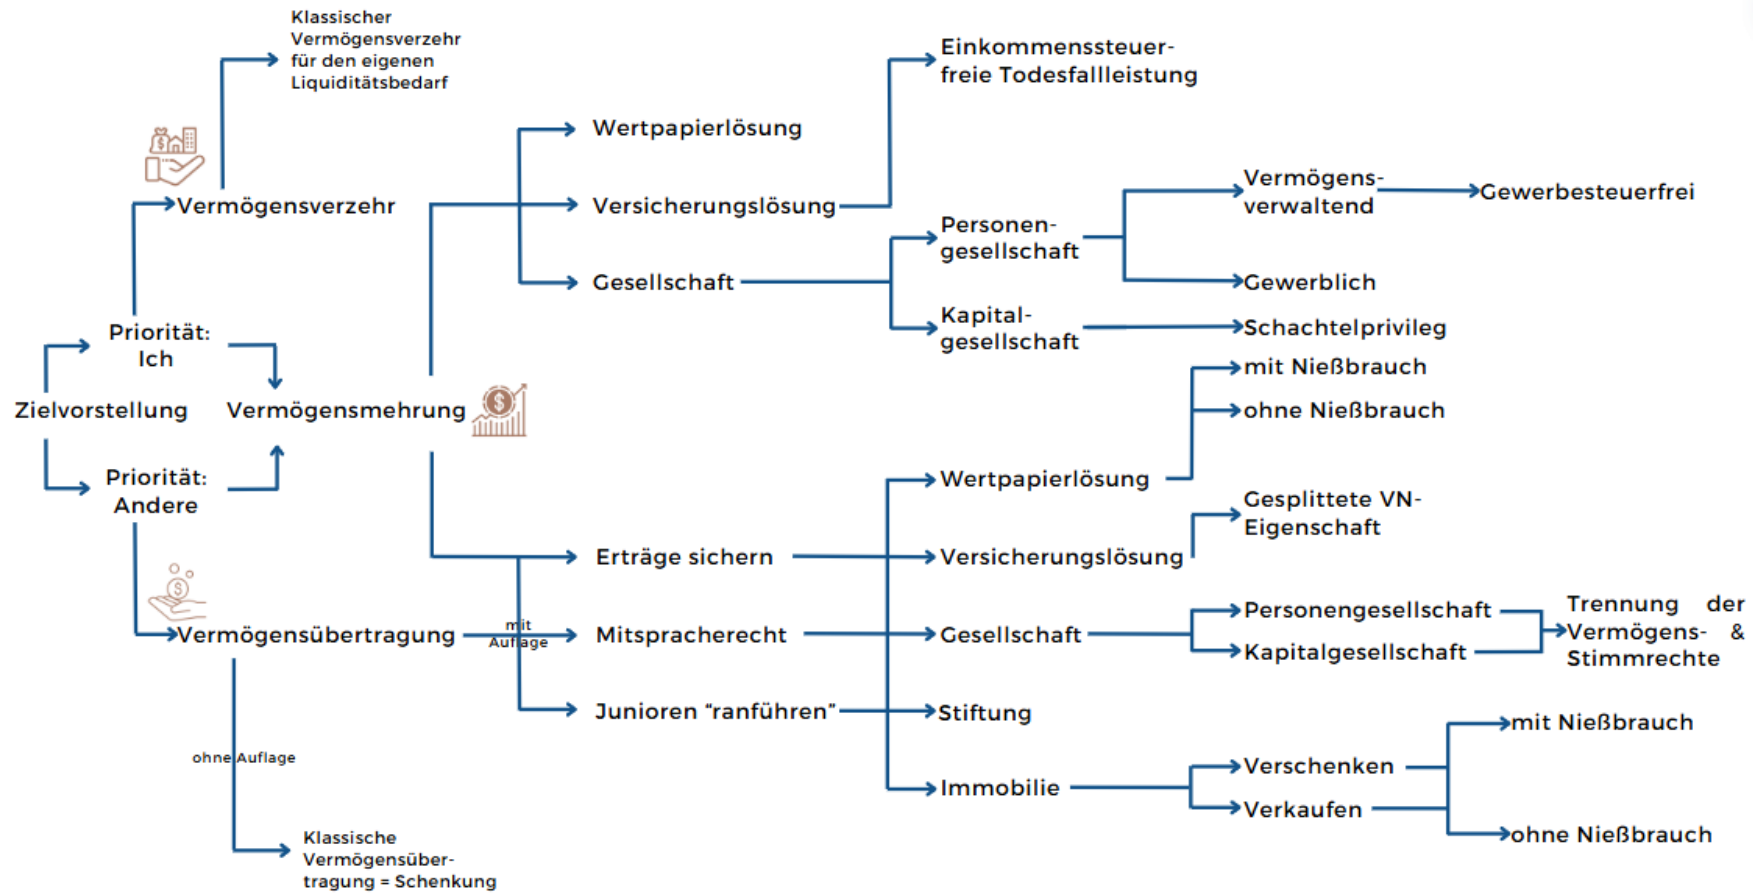 Klassischer
Vermögensverzehr
für den eigenen
Liquiditätsbedarf
Vermögensverzehr
Priorität:
Ich
Zielvorstellung
Vermögensmehrung
Priorität:
Andere
Vermögensübertragung
mit
Auflage
ohne Auflage
Klassische
Vermögensüber-
tragung = Schenkung
Wertpapierlösung
Versicherungslösung
Gesellschaft
Einkommenssteuer-
freie Todesfallleistung
Personen-
gesellschaft
Kapital-
gesellschaft
Vermögens-
verwaltend
Gewerbesteuerfrei
Gewerblich
Schachtelprivileg
Erträge sichern
Mitspracherecht
Junioren “ranführen”
Wertpapierlösung
mit Nießbrauch
ohne Nießbrauch
Versicherungslösung
Gesplittete VN-
Eigenschaft
Gesellschaft
Personengesellschaft
Kapitalgesellschaft
Trennung der
Vermögens- &
Stimmrechte
Stiftung
Immobilie
Verschenken
Verkaufen
mit Nießbrauch
ohne Nießbrauch